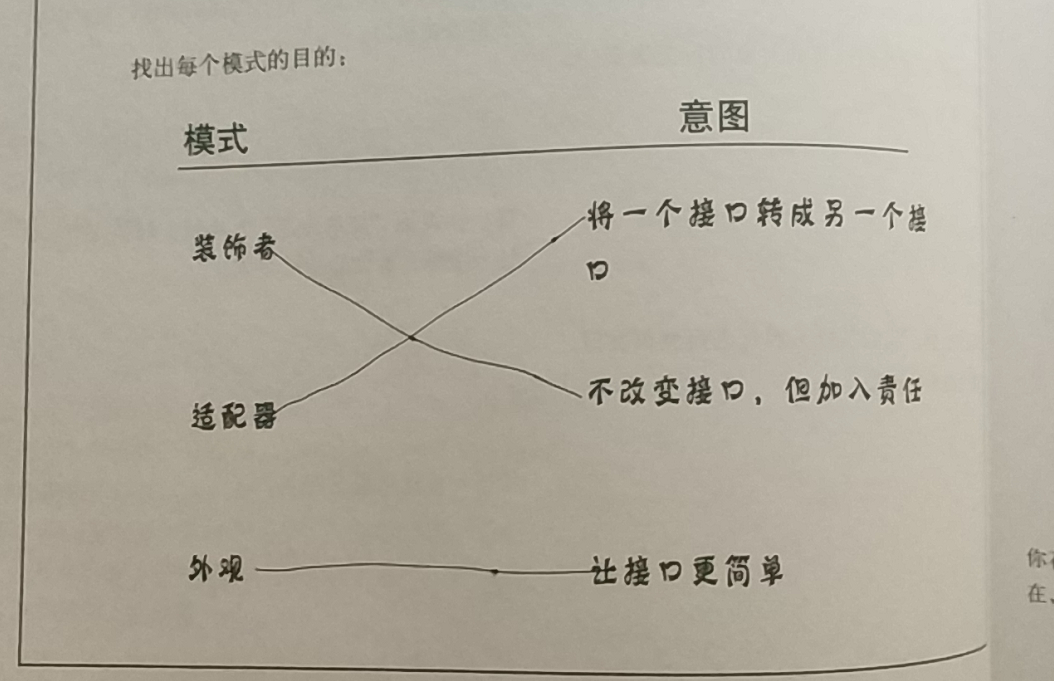 找出每个模式的目的：
模式
意图
装饰者
将一个接口转成另一个接
口
适配器
不改变接口，但加入责任
外观
让接口更简单
你
在、